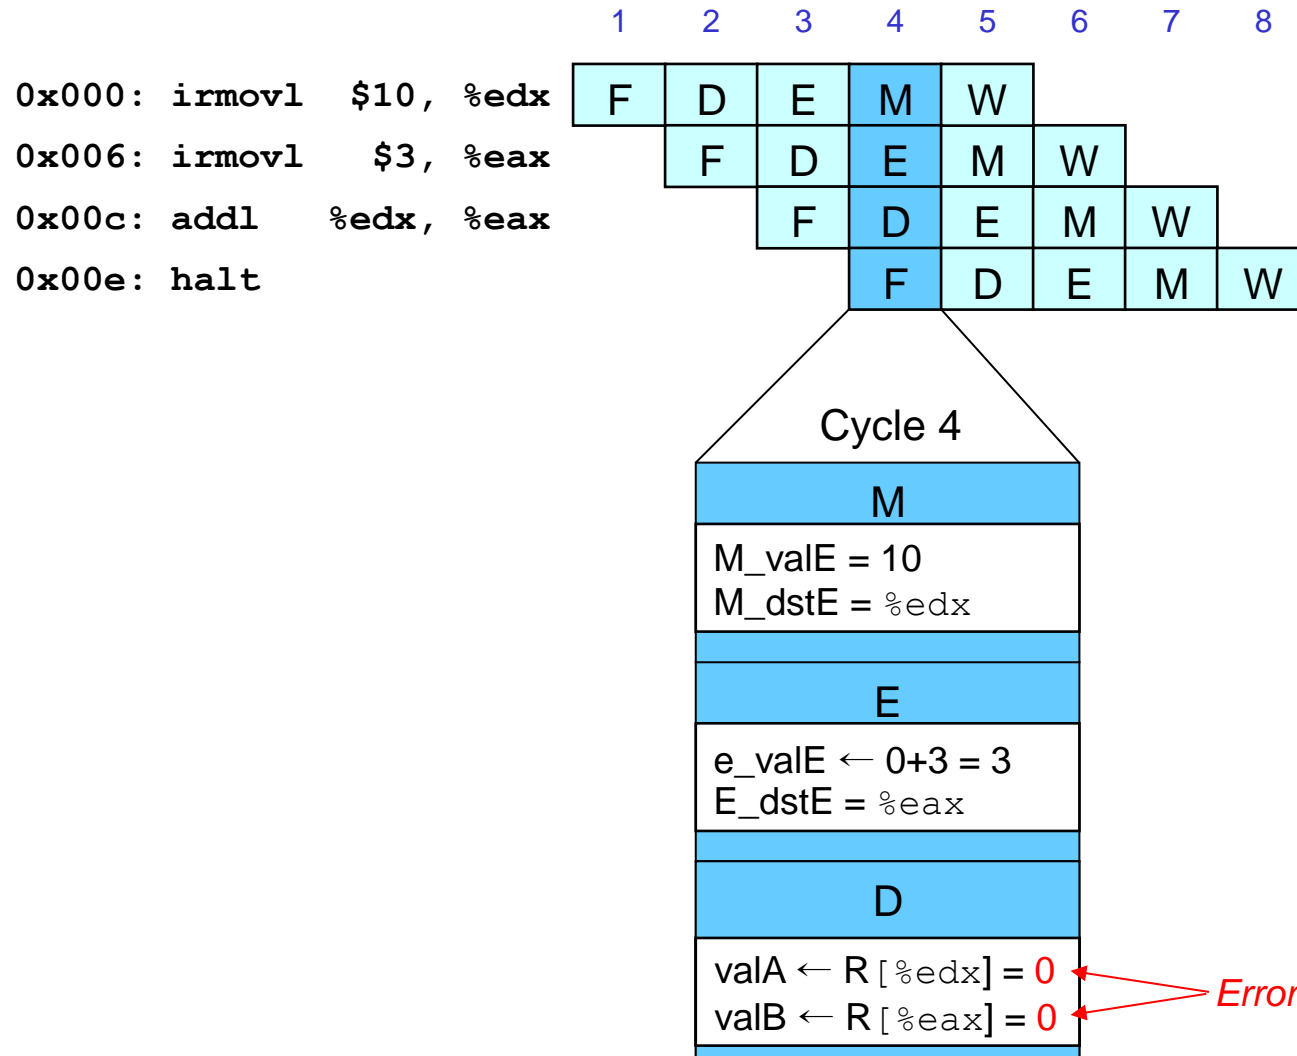 1 2 3 4 5 6 7 8
0x000: irmovl $10, %edx F D E M W
0x006: irmovl $3, %eax F D E M W
0x00c: addl %edx, %eax F D E M W
0x00e: halt F D E M W
Cycle 4
M
M_valE = 10
M_dstE = %edx
E
e_valE ← 0+3 = 3
E_dstE = %eax
D
valA ← R[%edx] = 0
valB ← R[%eax] = 0
Error